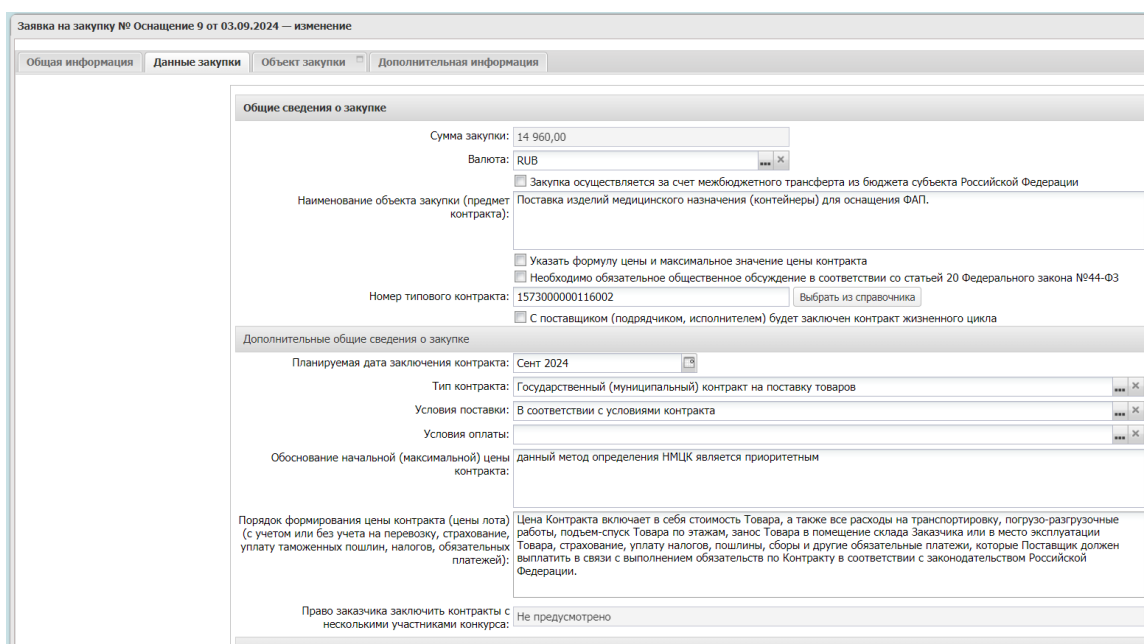 Заявка на закупку № Оснащение 9 от 03.09.2024 — изменение
Общая информация Данные закупки Объект закупки Дополнительная информация
Общие сведения о закупке
Сумма закупки: 14 960,00
Валюта: RUB
Закупка осуществляется за счет межбюджетного трансферта из бюджета субъекта Российской Федерации
Наименование объекта закупки (предмет контракта): Поставка изделий медицинского назначения (контейнеры) для оснащения ФАП.
Указать формулу цены и максимальное значение цены контракта
Необходимо обязательное общественное обсуждение в соответствии со статьей 20 Федерального закона №44-ФЗ
Номер типового контракта: 1573000000116002 Выбрать из справочника
С поставщиком (подрядчиком, исполнителем) будет заключен контракт жизненного цикла
Дополнительные общие сведения о закупке
Планируемая дата заключения контракта: Сент 2024
Тип контракта: Государственный (муниципальный) контракт на поставку товаров
Условия поставки: В соответствии с условиями контракта
Условия оплаты:
Обоснование начальной (максимальной) цены
контракта:
данный метод определения НМЦК является приоритетным
Порядок формирования цены контракта (цены лота)
(с учетом или без учета на перевозку, страхование,
уплату таможенных пошлин, налогов, обязательных
платежей):
Цена Контракта включает в себя стоимость Товара, а также все расходы на транспортировку, погрузо-разгрузочные
работы, подъем-спуск Товара по этажам, занос Товара в помещение склада Заказчика или в место эксплуатации
Товара, страхование, уплату налогов, пошлины, сборы и другие обязательные платежи, которые Поставщик должен
выплатить в связи с выполнением обязательств по Контракту в соответствии с законодательством Российской
Федерации.
Право заказчика заключить контракты с
несколькими участниками конкурса:
Не предусмотрено